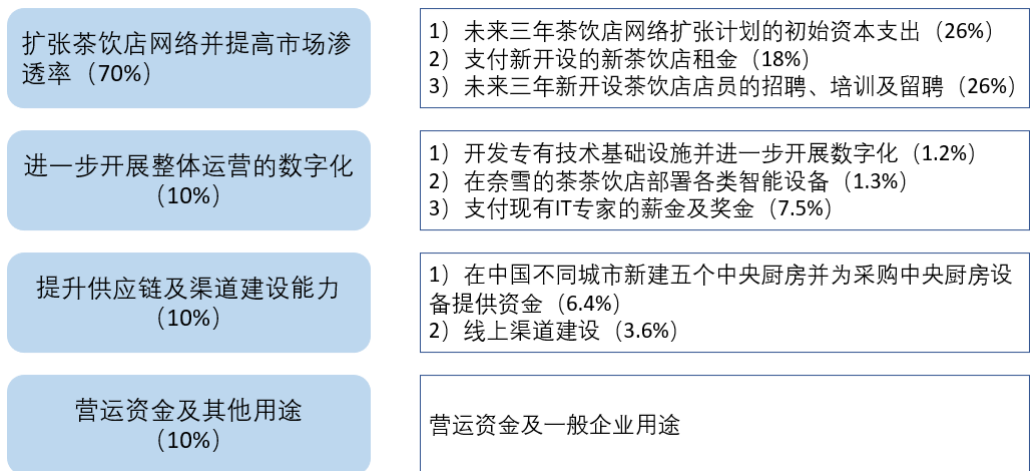 扩张茶饮店网络并提高市场渗
透率（70%）
1）未来三年茶饮店网络扩张计划的初始资本支出（26%）
2）支付新开设的新茶饮店租金（18%）
3）未来三年新开设茶饮店店员的招聘、培训及留聘（26%）
进一步开展整体运营的数字化
（10%）
1）开发专有技术基础设施并进一步开展数字化（1.2%）
2）在奈雪的茶茶饮店部署各类智能设备（1.3%）
3）支付现有IT专家的薪金及奖金（7.5%）
提升供应链及渠道建设能力
（10%）
1）在中国不同城市新建五个中央厨房并为采购中央厨房设
备提供资金（6.4%）
2）线上渠道建设（3.6%）
营运资金及其他用途
（10%）
营运资金及一般企业用途